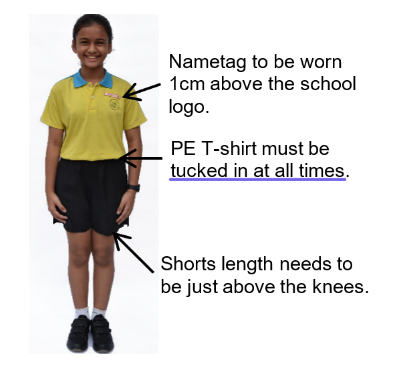 Nametag to be worn
1cm above the school
logo.
PE T-shirt must be
tucked in at all times.
Shorts length needs to
be just above the knees.